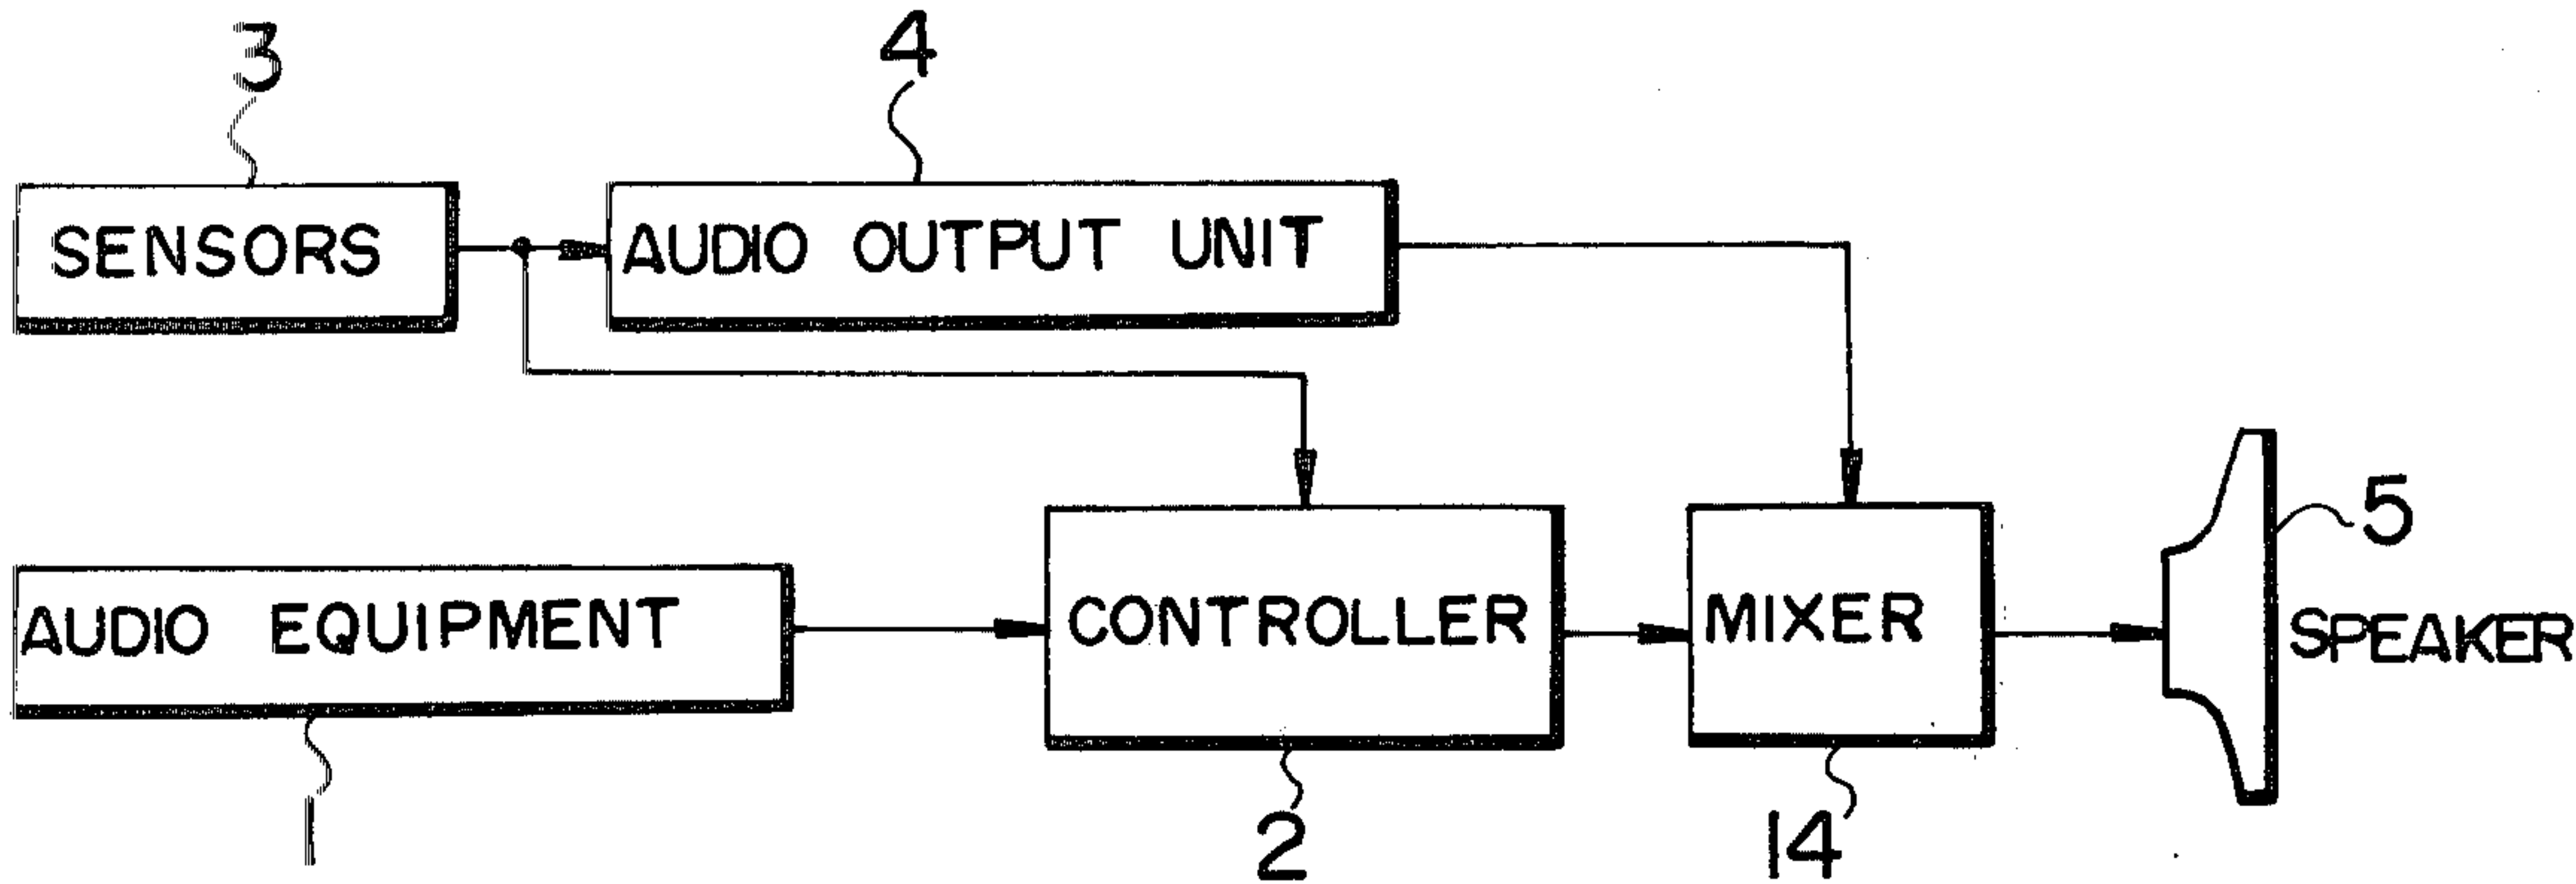 3
4
SENSORS
AUDIO OUTPUT UNIT
5
AUDIO EQUIPMENT
CONTROLLER
MIXER
SPEAKER
1
2
14